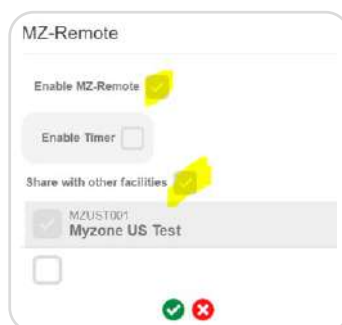 MZ-Remote
Enable MZ-Remote
Enable Timer
Share with other facilities
MZUST001
Myzone US Test